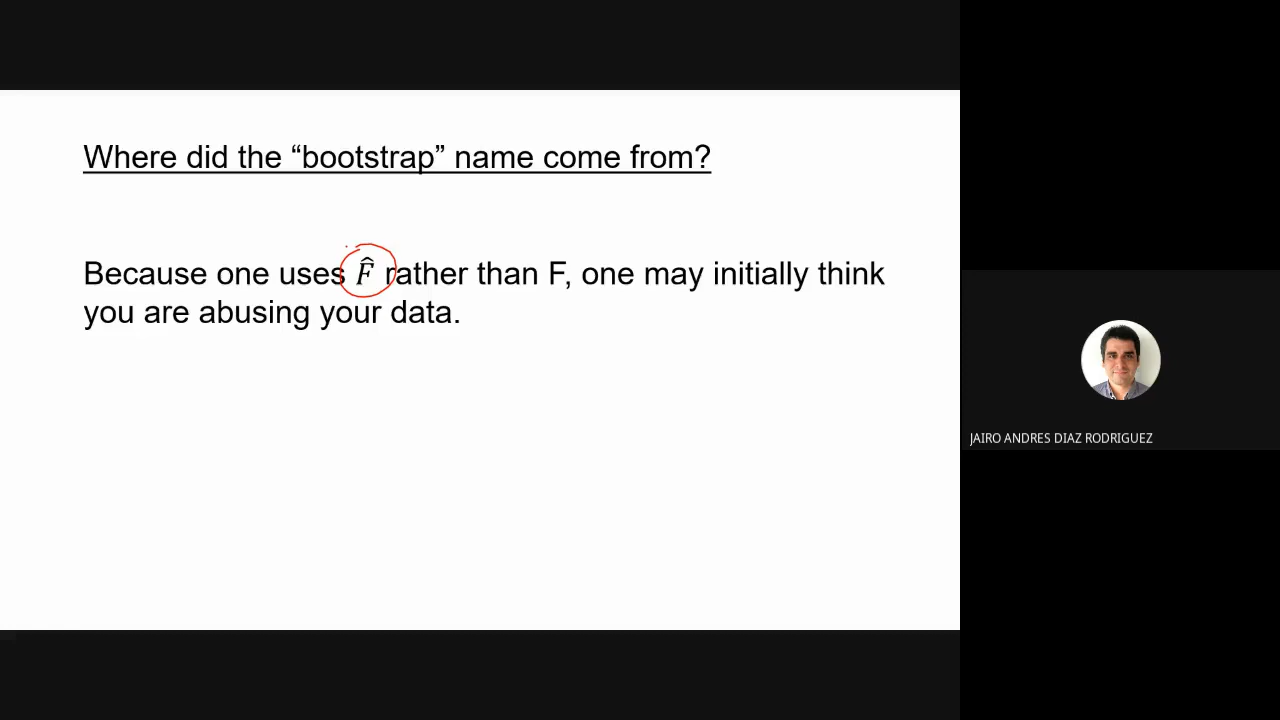 Where did the “bootstrap” name come from?
Because one uses F̂ rather than F, one may initially think
you are abusing your data.
JAIRO ANDRES DIAZ RODRIGUEZ